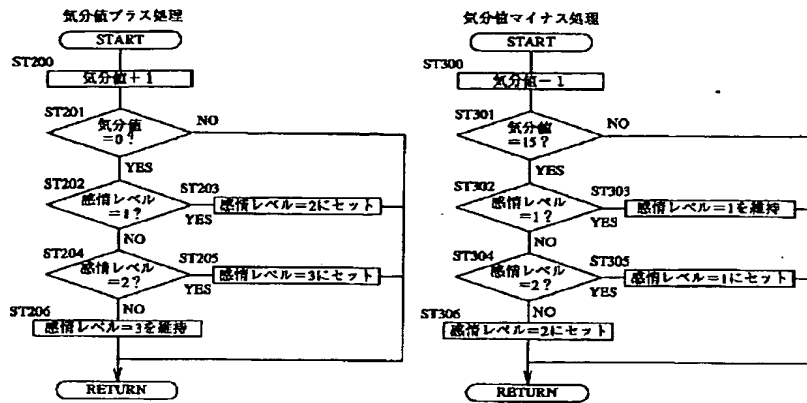 気分値プラス処理
START
ST200
気分値+1
ST201
気分値
=0?
NO
YES
ST202
感情レベル
=1?
ST203
YES
感情レベル=2にセット
NO
ST204
感情レベル
=2?
ST205
YES
感情レベル=3にセット
NO
ST206
感情レベル=3を維持
RETURN
気分値マイナス処理
START
ST300
気分値-1
ST301
気分値
=15?
NO
YES
ST302
感情レベル
=1?
ST303
YES
感情レベル=1を維持
NO
ST304
感情レベル
=2?
ST305
YES
感情レベル=1にセット
NO
ST306
感情レベル=2にセット
RETURN